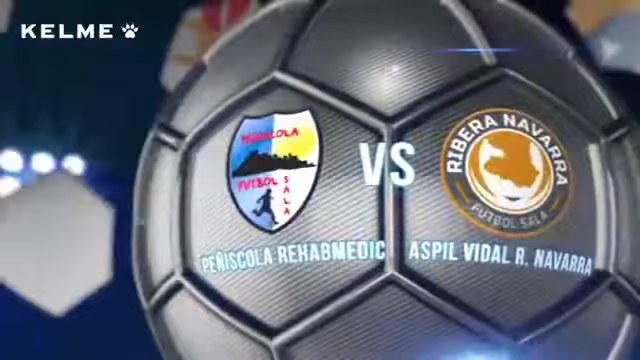 KELME
PEÑISCOLA
FUTBOL
SALA
VS
RIBERA NAVARRA
FUTBOL SALA
PEÑISCOLA REHABMEDIC
ASPIL VIDAL R. NAVARRA